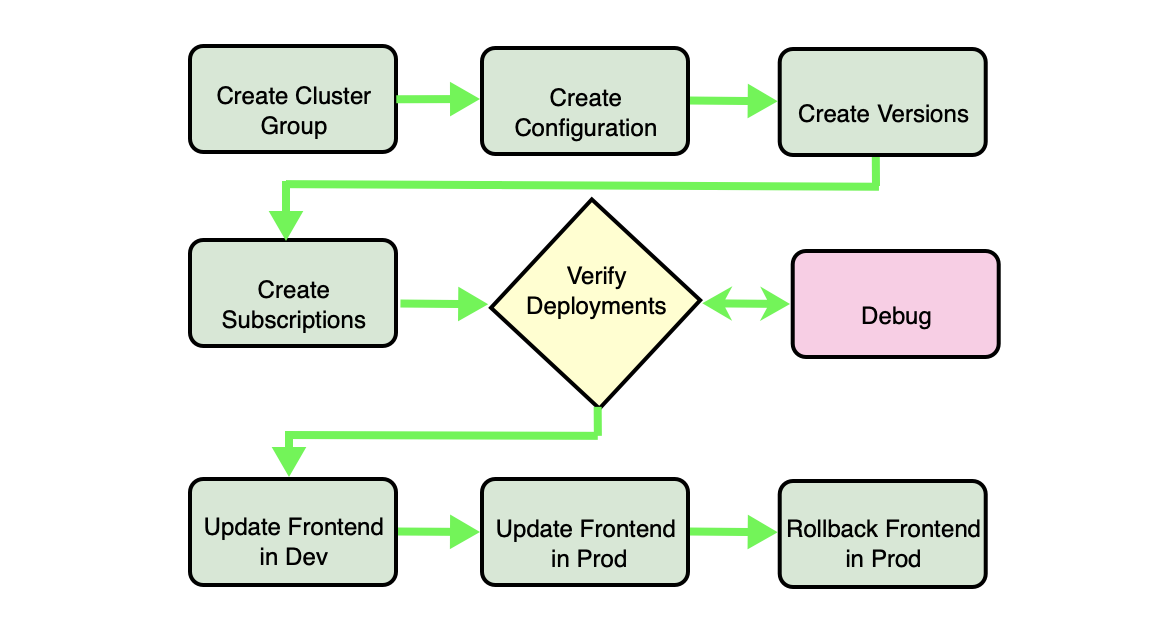 Create Cluster
Group
Create
Configuration
Create Versions
Create
Subscriptions
Verify
Deployments
Debug
Update Frontend
in Dev
Update Frontend
in Prod
Rollback Frontend
in Prod